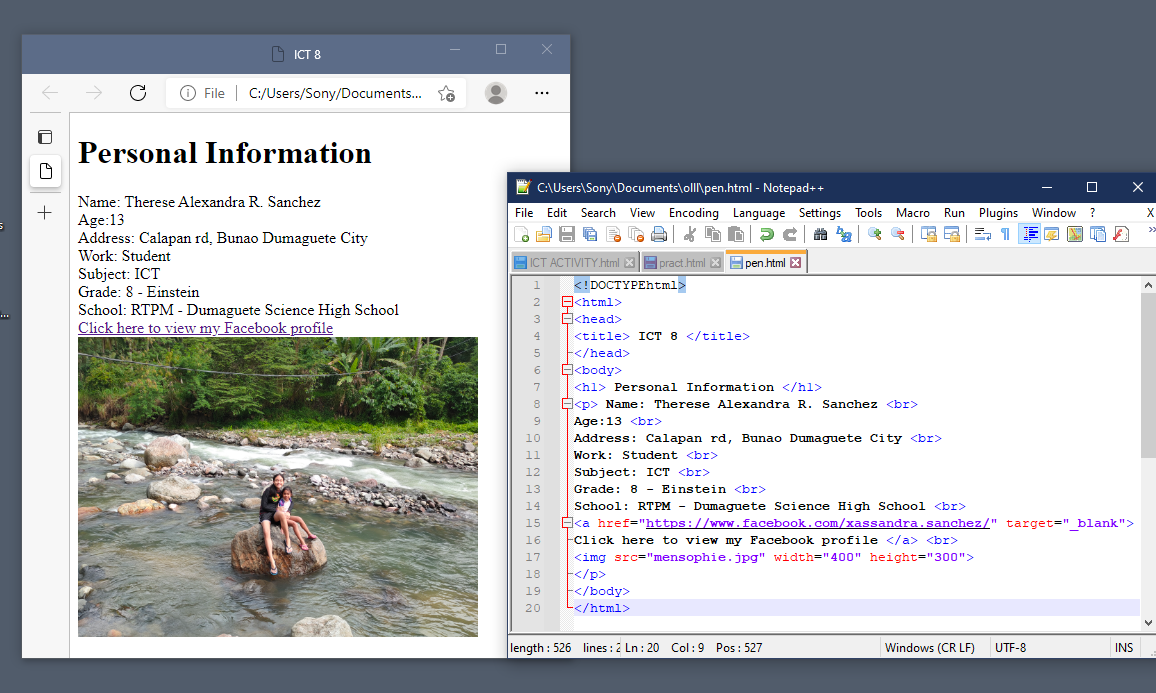 ICT 8
File
C:/Users/Sony/Documents...
Personal Information
Name: Therese Alexandra R. Sanchez
Age:13
Address: Calapan rd, Bunao Dumaguete City
Work: Student
Subject: ICT
Grade: 8 - Einstein
School: RTPM - Dumaguete Science High School
Click here to view my Facebook profile
C:\Users\Sony\Documents\olll\pen.html - Notepad++
File Edit Search View Encoding Language Settings Tools Macro Run Plugins Window ? X
ICT ACTIVITY.html pract.html pen.html
1 <!DOCTYPEhtml>
2 <html>
3 <head>
4 <title> ICT 8 </title>
5 </head>
6 <body>
7 <h1> Personal Information </h1>
8 <p> Name: Therese Alexandra R. Sanchez <br>
9 Age:13 <br>
10 Address: Calapan rd, Bunao Dumaguete City <br>
11 Work: Student <br>
12 Subject: ICT <br>
13 Grade: 8 - Einstein <br>
14 School: RTPM - Dumaguete Science High School <br>
15 <a href="https://www.facebook.com/xassandra.sanchez/" target="_blank">
16 Click here to view my Facebook profile </a> <br>
17 <img src="mensophie.jpg" width="400" height="300">
18 </p>
19 </body>
20 </html>
length : 526 lines : 2 Ln : 20 Col : 9 Pos : 527 Windows (CR LF) UTF-8 INS